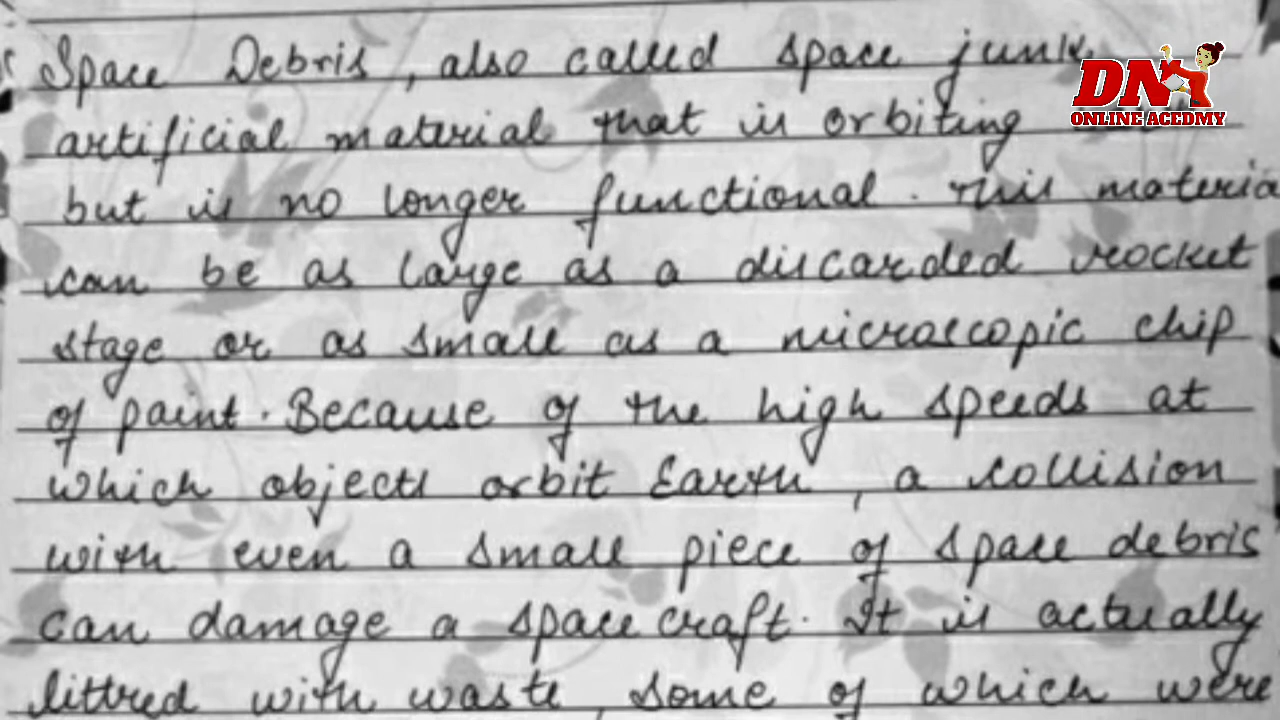 Space Debris, also called space junk
DN
ONLINE ACEDMY
artificial material that is orbiting
but is no longer functional. This materia
can be as large as a discarded rocket
stage or as small as a microscopic chip
of paint. Because of the high speeds at
which objects orbit Earth, a collision
with even a small piece of space debris
can damage a space craft. It is actually
littred with waste, some of which were